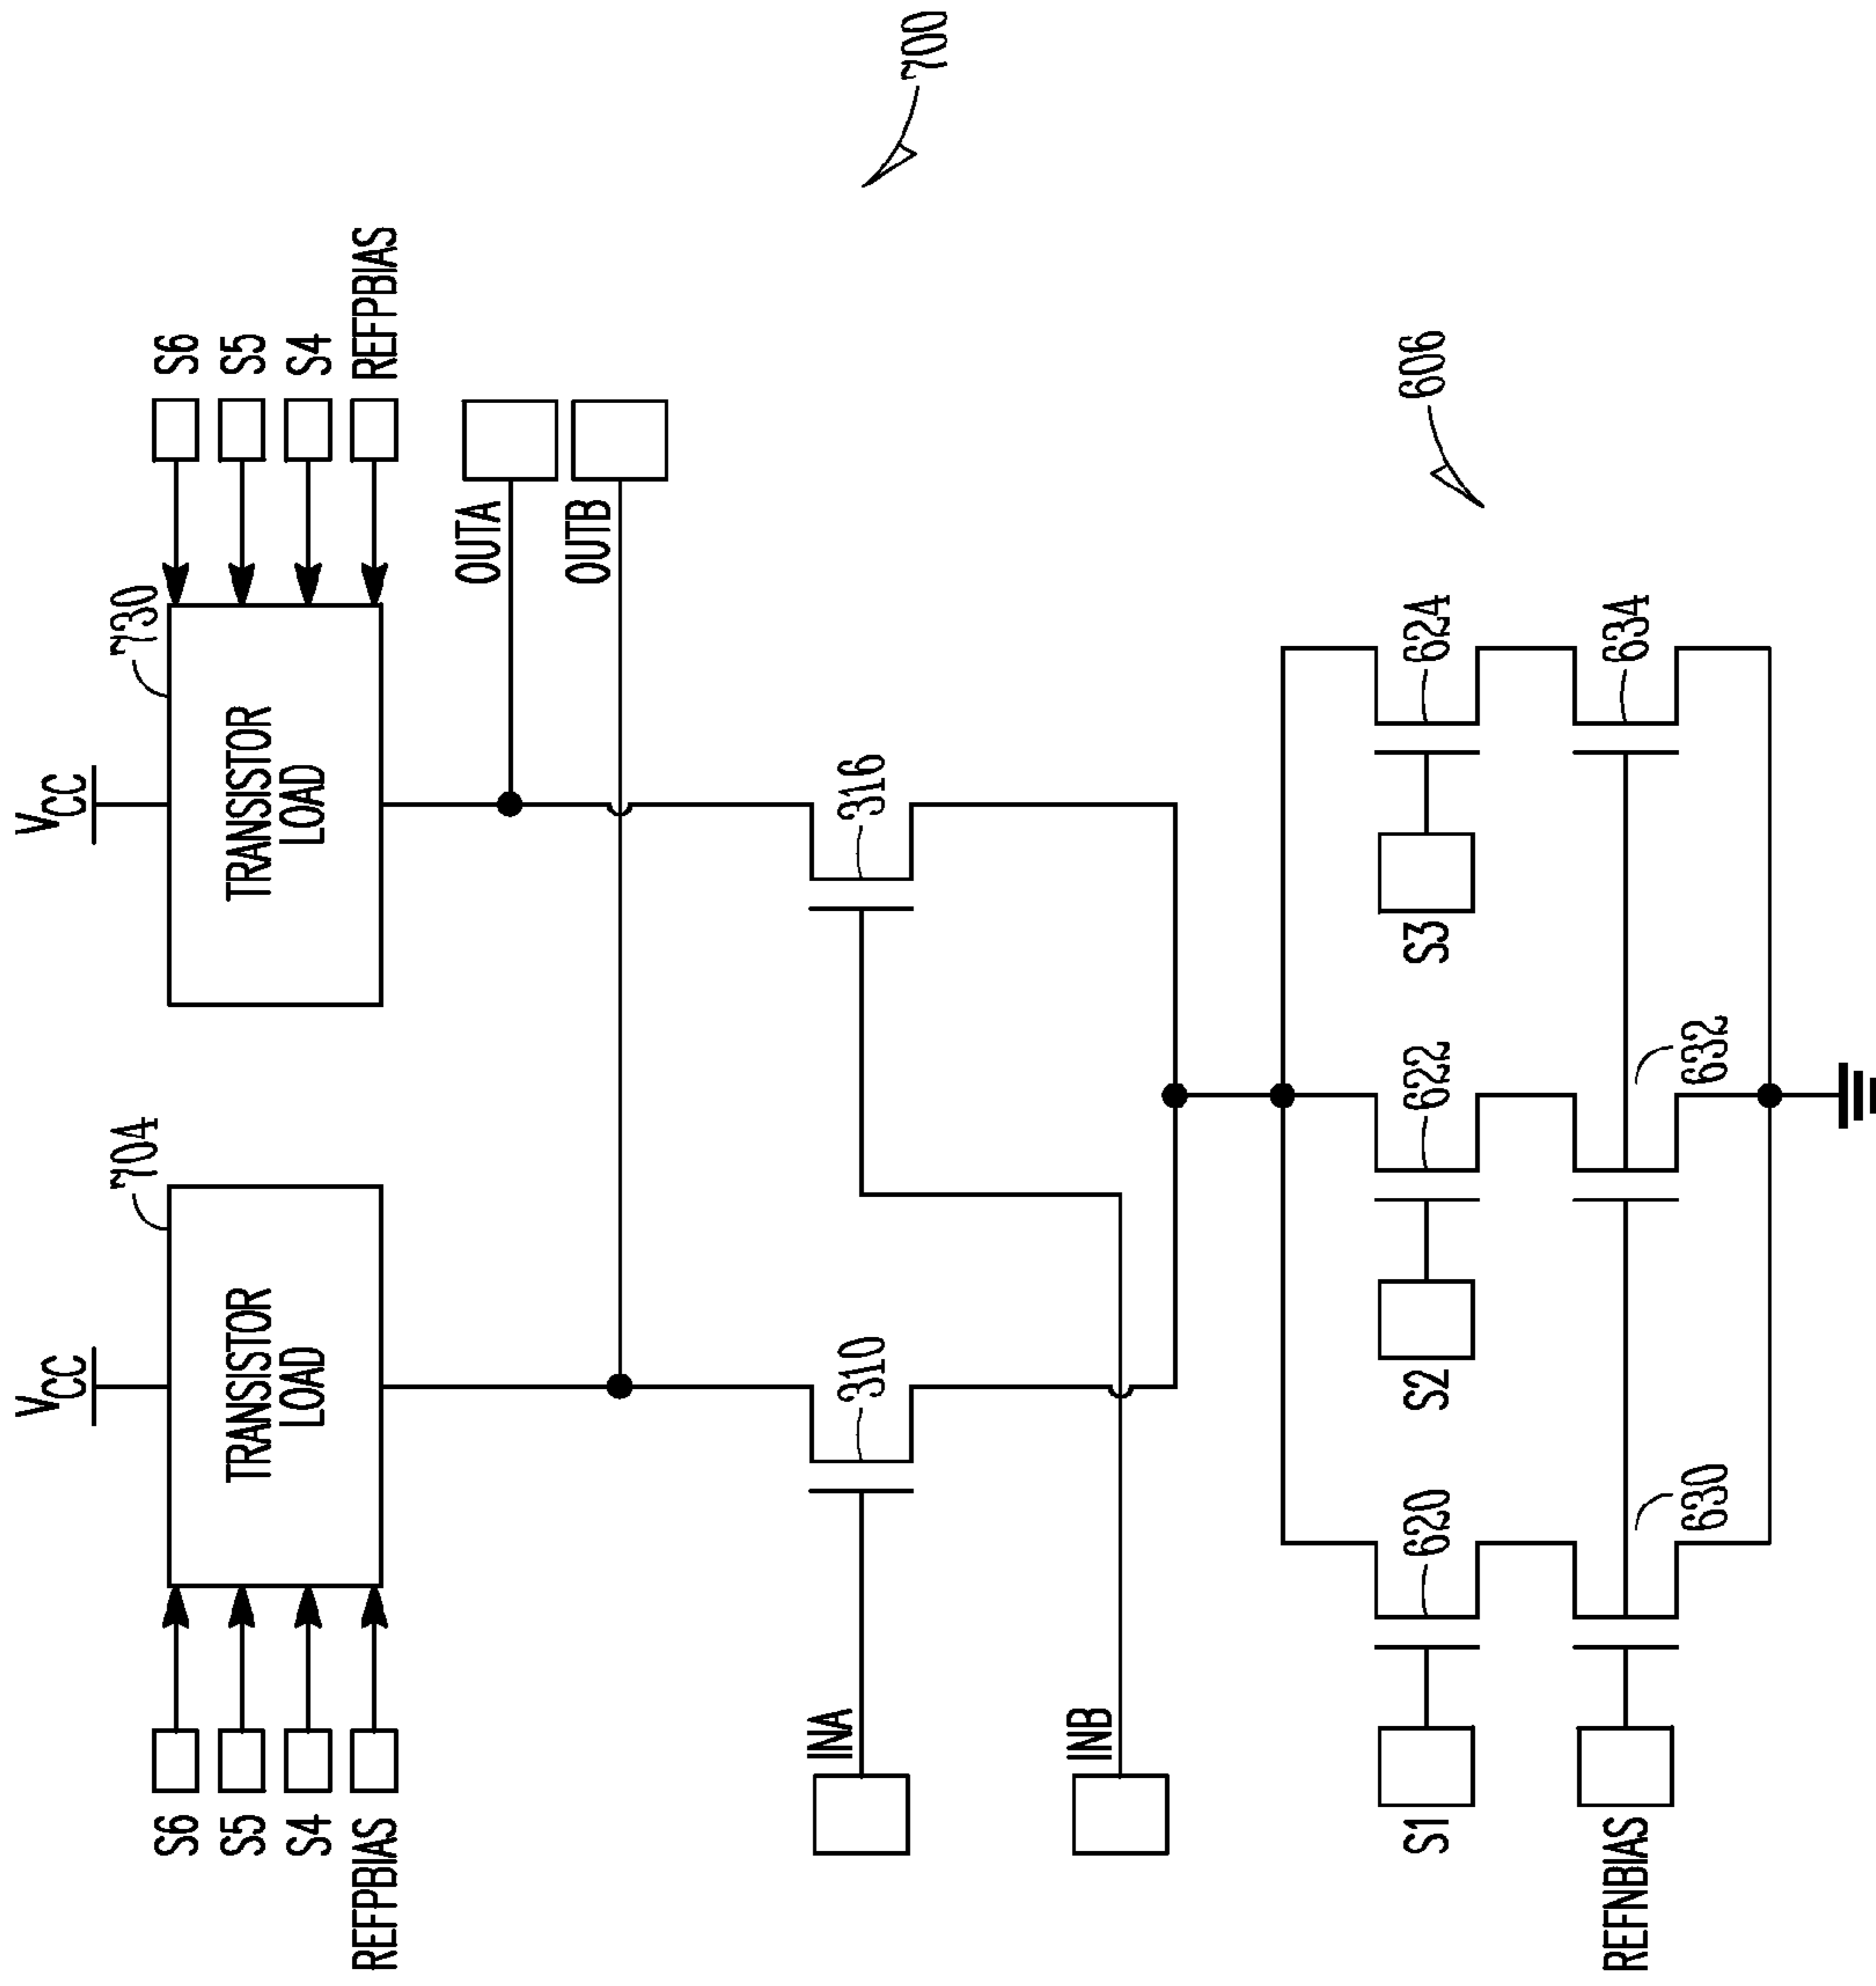 VCC
VCC
704
730
S6
S5
S4
REFPBIAS
TRANSISTOR
LOAD
TRANSISTOR
LOAD
S6
S5
S4
REFPBIAS
OUTA
OUTB
700
INA
310
316
INB
606
S1
620
S2
622
S3
624
REFNBIAS
630
632
634